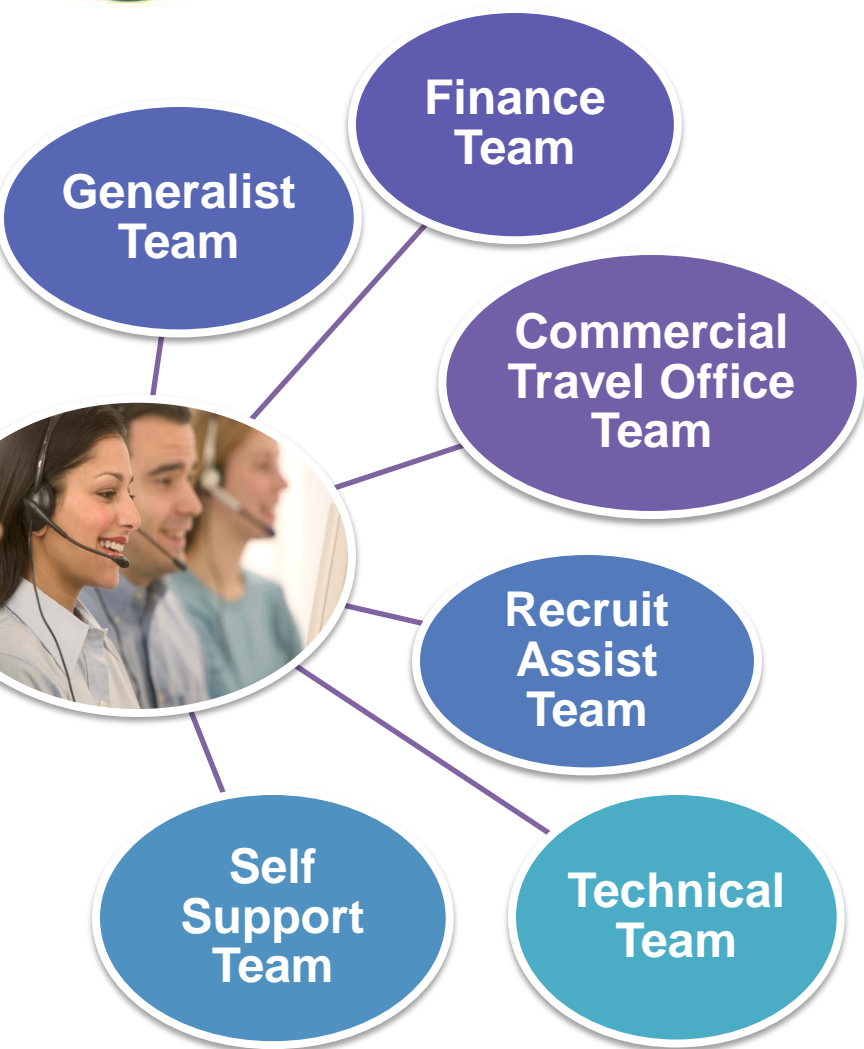 Finance
Team
Generalist
Team
Commercial
Travel Office
Team
Recruit
Assist
Team
Self
Support
Team
Technical
Team